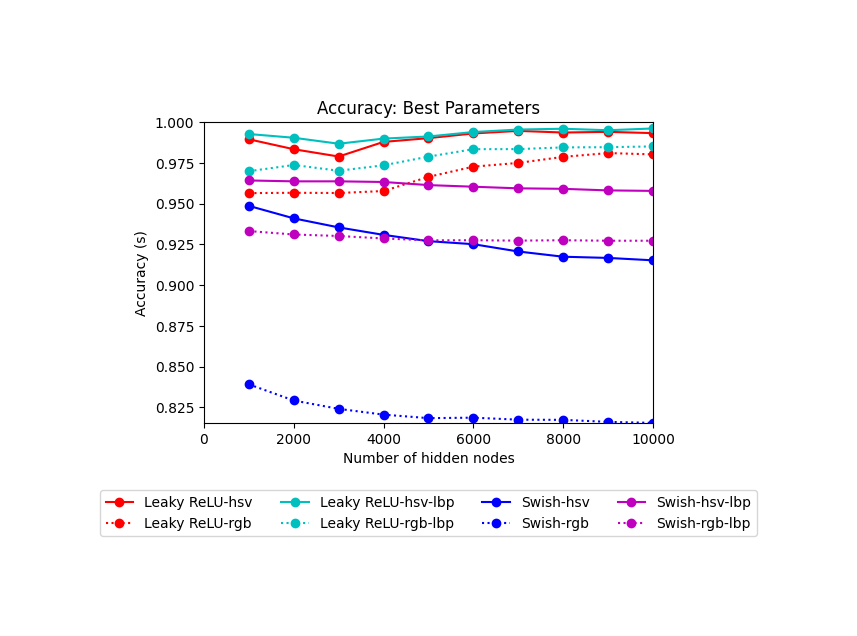 Accuracy: Best Parameters
1.000
0.975
0.950
0.925
0.900
0.875
0.850
0.825
Accuracy (s)
0 2000 4000 6000 8000 10000
Number of hidden nodes
Leaky ReLU-hsv Leaky ReLU-hsv-lbp Swish-hsv Swish-hsv-lbp
Leaky ReLU-rgb Leaky ReLU-rgb-lbp Swish-rgb Swish-rgb-lbp